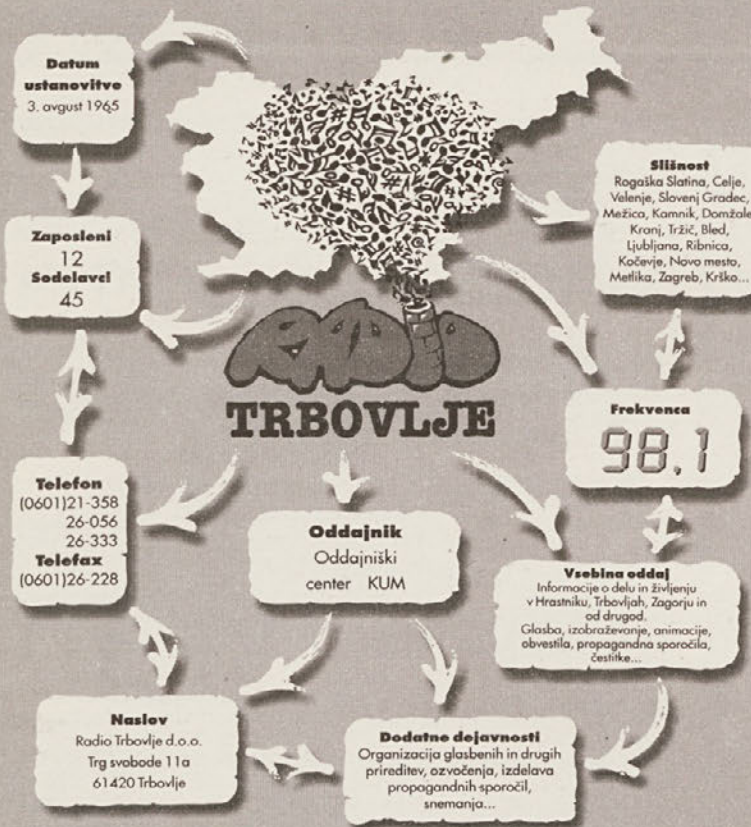 Datum
ustanovitve
3. avgust 1965
Slišnost
Rogaška Slatina, Celje,
Velenje, Slovenj Gradec,
Mežica, Kamnik, Domžale,
Kranj, Tržič, Bled,
Ljubljana, Ribnica,
Kočevje, Novo mesto,
Metlika, Zagreb, Krško...
Zaposleni
12
Sodelavci
45
RADIO
TRBOVLJE
Frekvenca
98,1
Telefon
(0601)21-358
26-056
26-333
Telefax
(0601)26-228
Oddajnik
Oddajniški
center KUM
Vsebina oddaj
Informacije o delu in življenju
v Hrastniku, Trbovljah, Zagorju in
od drugod.
Glasba, izobraževanje, animacije,
obvestila, propagandna sporočila,
čestitke...
Naslov
Radio Trbovlje d.o.o.
Trg svobode 11a
61420 Trbovlje
Dodatne dejavnosti
Organizacija glasbenih in drugih
prireditev, ozvočenja, izdelava
propagandnih sporočil,
snemanja...